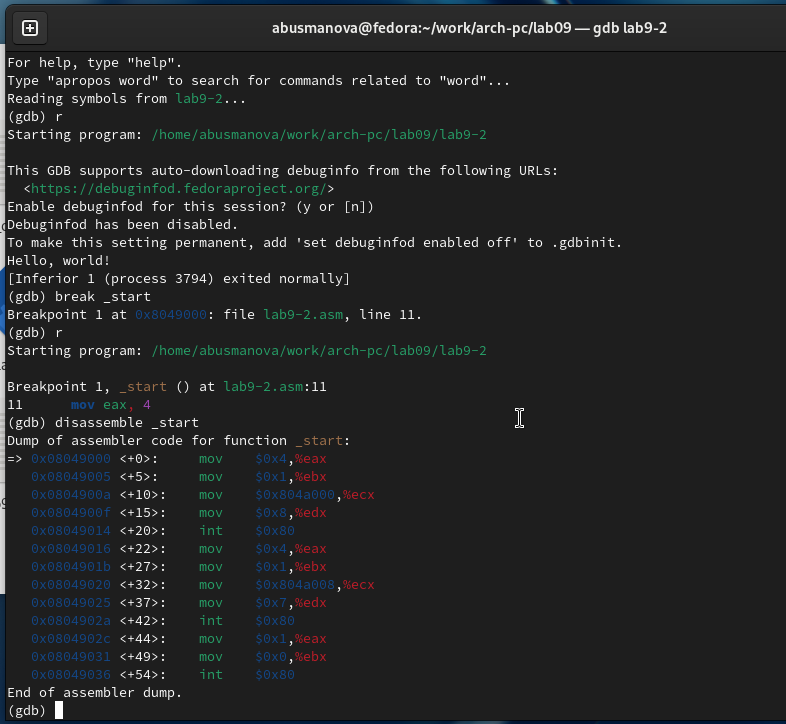 abusmanova@fedora:~/work/arch-pc/lab09 — gdb lab9-2
For help, type "help".
Type "apropos word" to search for commands related to "word"...
Reading symbols from lab9-2...
(gdb) r
Starting program: /home/abusmanova/work/arch-pc/lab09/lab9-2
This GDB supports auto-downloading debuginfo from the following URLs:
  <https://debuginfod.fedoraproject.org/>
Enable debuginfod for this session? (y or [n])
Debuginfod has been disabled.
To make this setting permanent, add 'set debuginfod enabled off' to .gdbinit.
Hello, world!
[Inferior 1 (process 3794) exited normally]
(gdb) break _start
Breakpoint 1 at 0x8049000: file lab9-2.asm, line 11.
(gdb) r
Starting program: /home/abusmanova/work/arch-pc/lab09/lab9-2
Breakpoint 1, _start () at lab9-2.asm:11
11      mov eax, 4
(gdb) disassemble _start
Dump of assembler code for function _start:
=> 0x08049000 <+0>:     mov    $0x4,%eax
   0x08049005 <+5>:     mov    $0x1,%ebx
   0x0804900a <+10>:    mov    $0x804a000,%ecx
   0x0804900f <+15>:    mov    $0x8,%edx
   0x08049014 <+20>:    int    $0x80
   0x08049016 <+22>:    mov    $0x4,%eax
   0x0804901b <+27>:    mov    $0x1,%ebx
   0x08049020 <+32>:    mov    $0x804a008,%ecx
   0x08049025 <+37>:    mov    $0x7,%edx
   0x0804902a <+42>:    int    $0x80
   0x0804902c <+44>:    mov    $0x1,%eax
   0x08049031 <+49>:    mov    $0x0,%ebx
   0x08049036 <+54>:    int    $0x80
End of assembler dump.
(gdb)